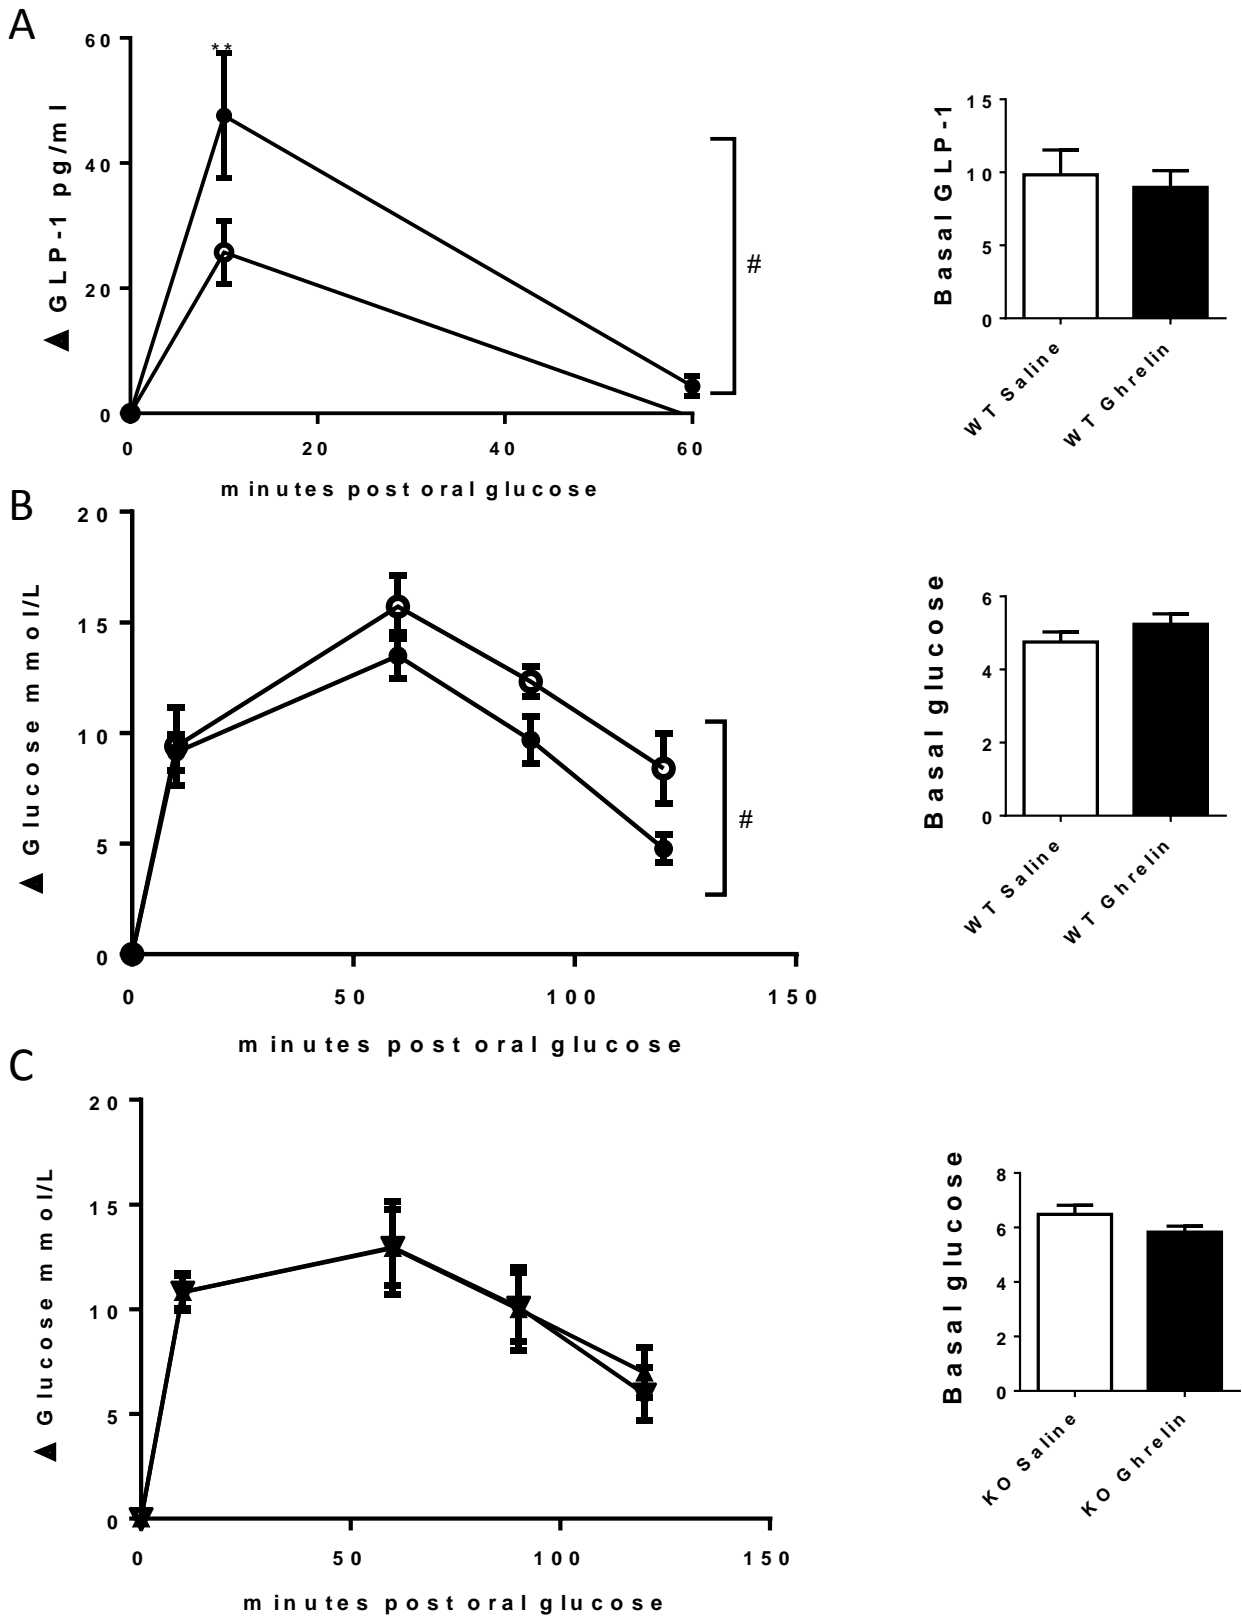 A
60
40
20
0
▲ GLP-1 pg/ml
**
#
0 20 40 60
minutes post oral glucose
15
10
5
0
Basal GLP-1
WT Saline
WT Ghrelin
B
20
15
10
5
0
▲ Glucose mmol/L
#
0 50 100 150
minutes post oral glucose
6
4
2
0
Basal glucose
WT Saline
WT Ghrelin
C
20
15
10
5
0
▲ Glucose mmol/L
0 50 100 150
minutes post oral glucose
8
6
4
2
0
Basal glucose
KO Saline
KO Ghrelin